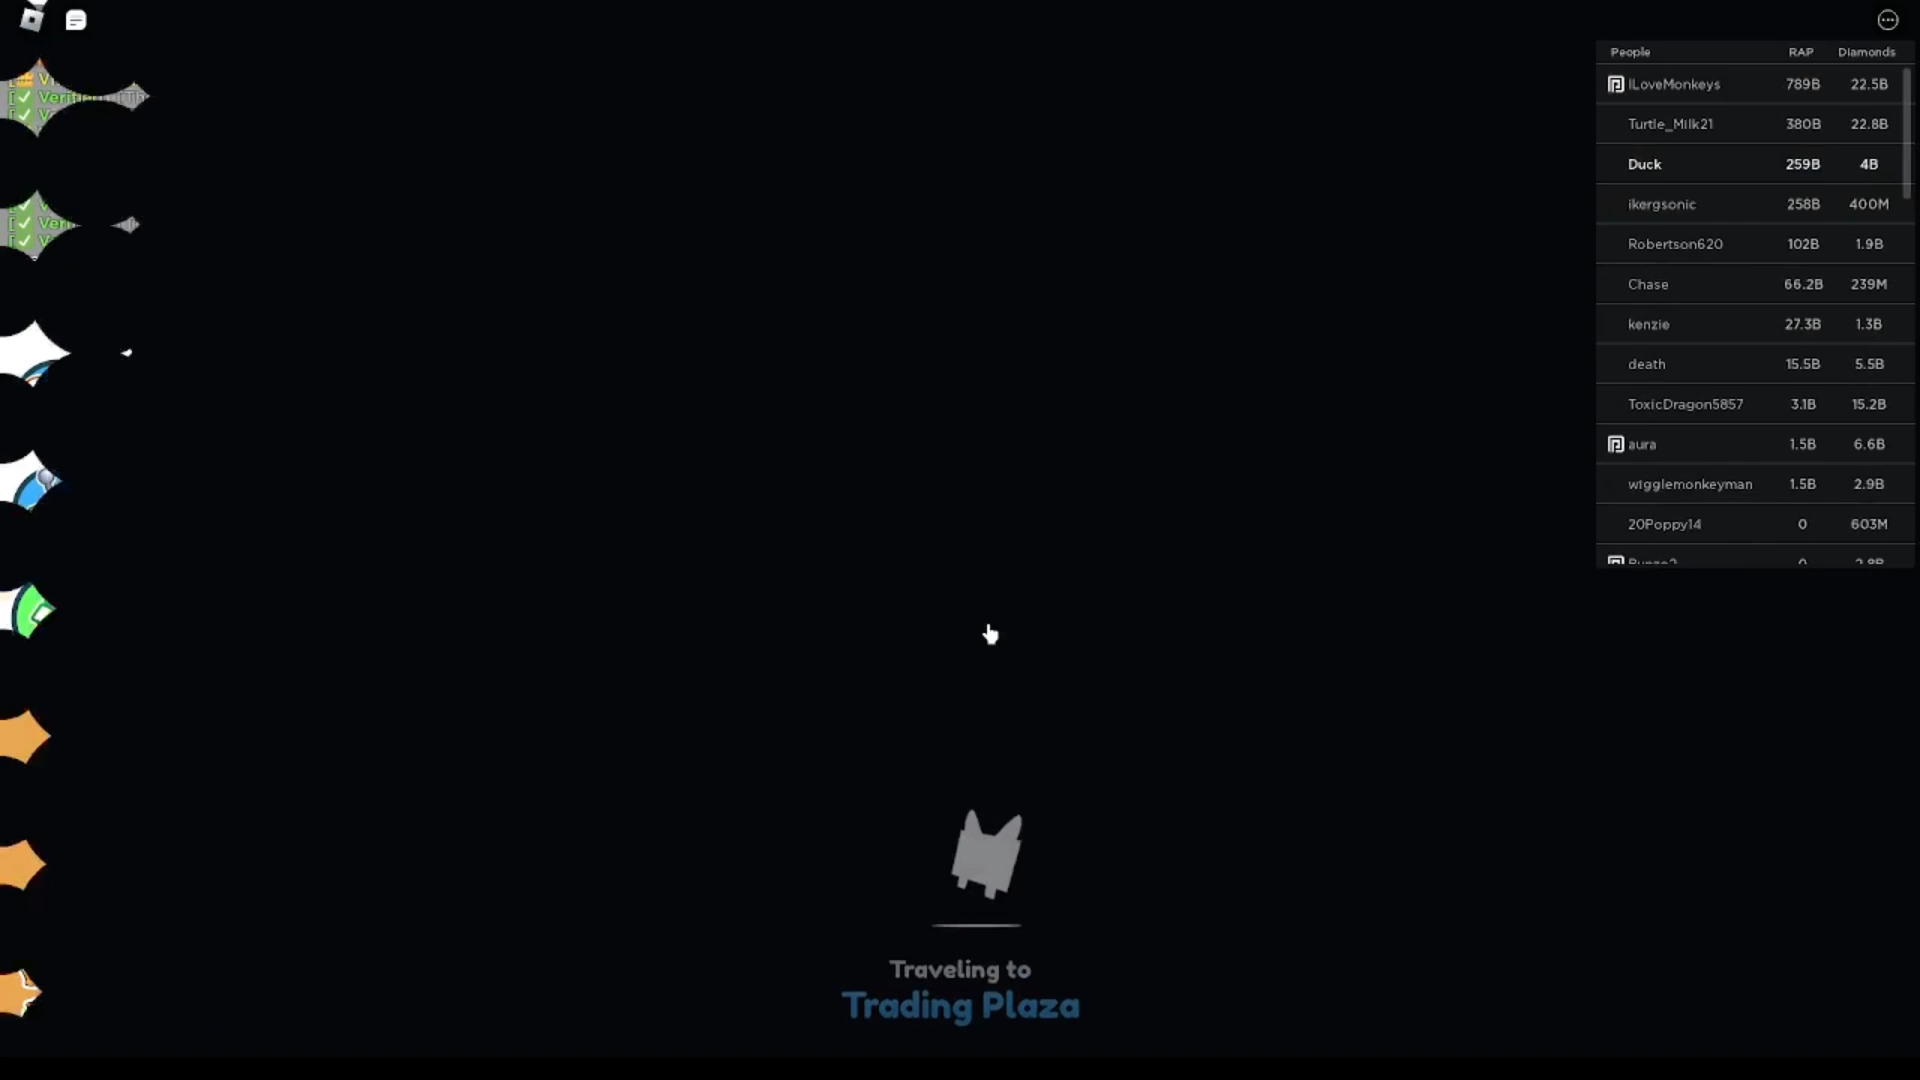 People RAP Diamonds
ILoveMonkeys 789B 22.5B
Turtle_Milk21 380B 22.8B
Duck 259B 4B
ikergsonic 258B 400M
Robertson620 102B 1.9B
Chase 66.2B 239M
kenzie 27.3B 1.3B
death 15.5B 5.5B
ToxicDragon5857 3.1B 15.2B
aura 1.5B 6.6B
wigglemonkeyman 1.5B 2.9B
20Poppy14 0 603M
Traveling to
Trading Plaza